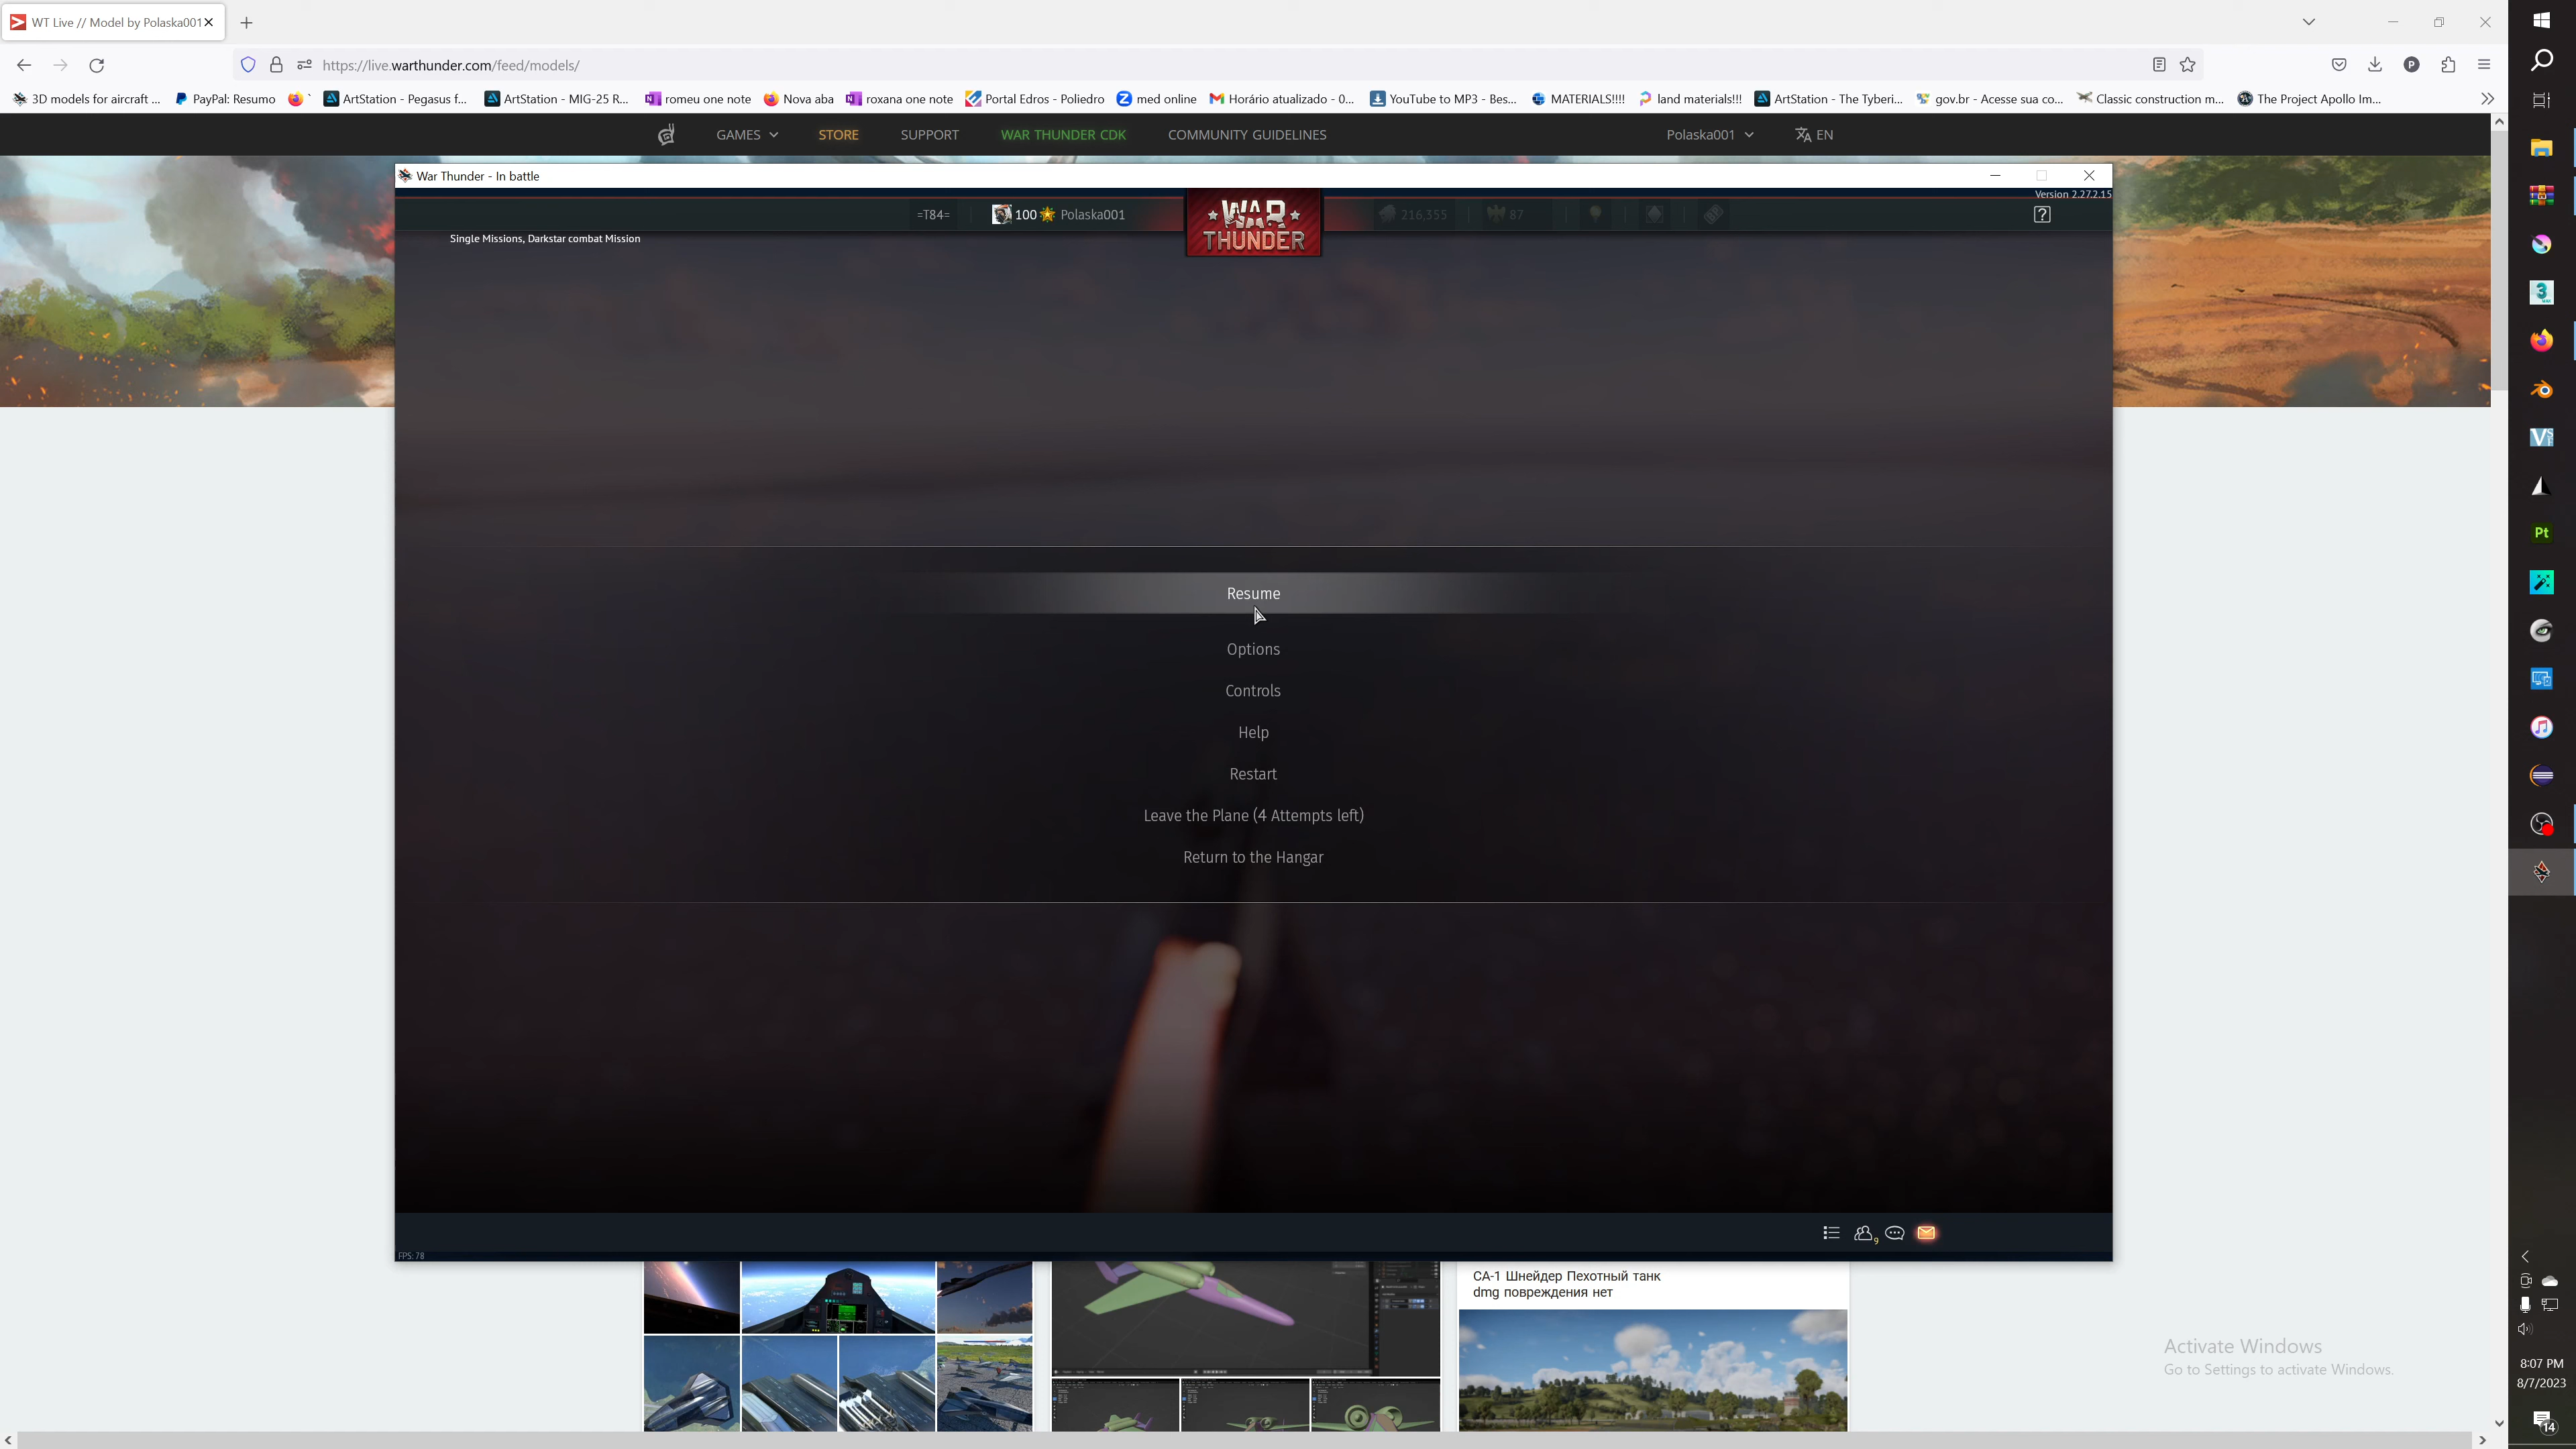 WT Live // Model by Polaska001
https://live.warthunder.com/feed/models/
3D models for aircraft ...
PayPal: Resumo
`
ArtStation - Pegasus f...
ArtStation - MIG-25 R...
romeu one note
Nova aba
roxana one note
Portal Edros - Poliedro
med online
Horário atualizado - 0...
YouTube to MP3 - Bes...
MATERIALS!!!!
land materials!!!
ArtStation - The Tyberi...
gov.br - Acesse sua co...
Classic construction m...
The Project Apollo Im...
GAMES
STORE
SUPPORT
WAR THUNDER CDK
COMMUNITY GUIDELINES
Polaska001
EN
War Thunder - In battle
Version 2.27.2.15
=T84=
100
Polaska001
WAR
THUNDER
216,355
87
?
Single Missions, Darkstar combat Mission
Resume
Options
Controls
Help
Restart
Leave the Plane (4 Attempts left)
Return to the Hangar
9
FPS: 78
СА-1 Шнейдер Пехотный танк
dmg повреждения нет
Activate Windows
Go to Settings to activate Windows.
Pt
8:07 PM
8/7/2023
14